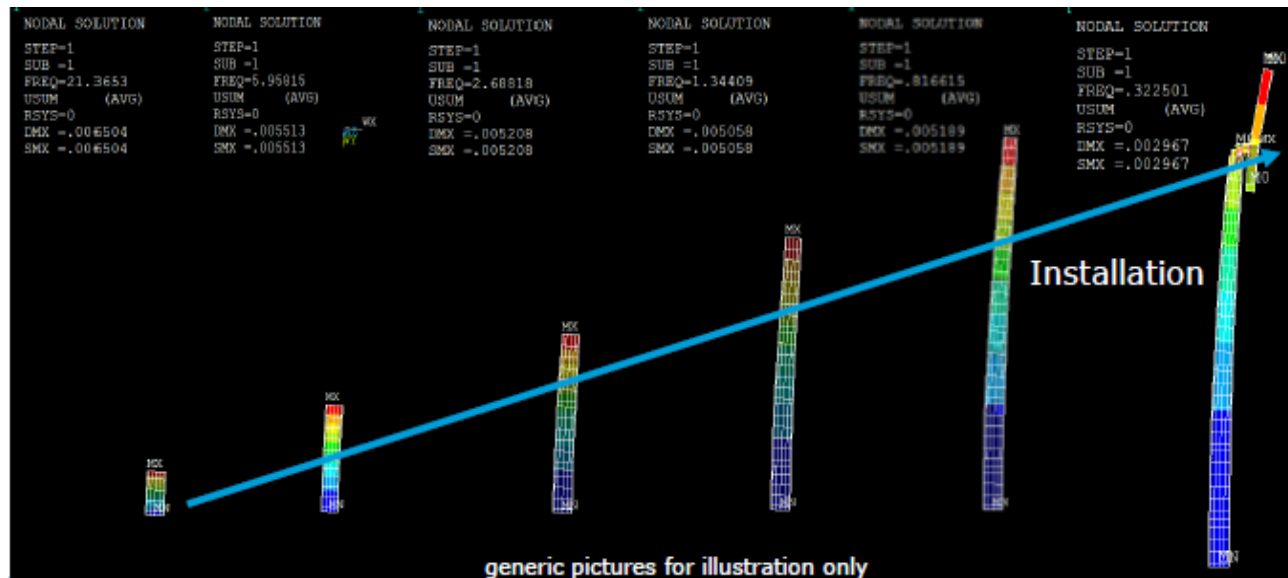 NODAL SOLUTION
STEP=1
SUB =1
FREQ=21.3653
USUM (AVG)
RSYS=0
DMX =.006504
SMX =.006504
MX
MN
NODAL SOLUTION
STEP=1
SUB =1
FREQ=5.95815
USUM (AVG)
RSYS=0
DMX =.005513
SMX =.005513
MX
MN
NODAL SOLUTION
STEP=1
SUB =1
FREQ=2.68818
USUM (AVG)
RSYS=0
DMX =.005208
SMX =.005208
MX
MN
NODAL SOLUTION
STEP=1
SUB =1
FREQ=1.34409
USUM (AVG)
RSYS=0
DMX =.005058
SMX =.005058
MX
MN
NODAL SOLUTION
STEP=1
SUB =1
FREQ=.816615
USUM (AVG)
RSYS=0
DMX =.005189
SMX =.005189
MX
NODAL SOLUTION
STEP=1
SUB =1
FREQ=.322501
USUM (AVG)
RSYS=0
DMX =.002967
SMX =.002967
MN
Installation
generic pictures for illustration only